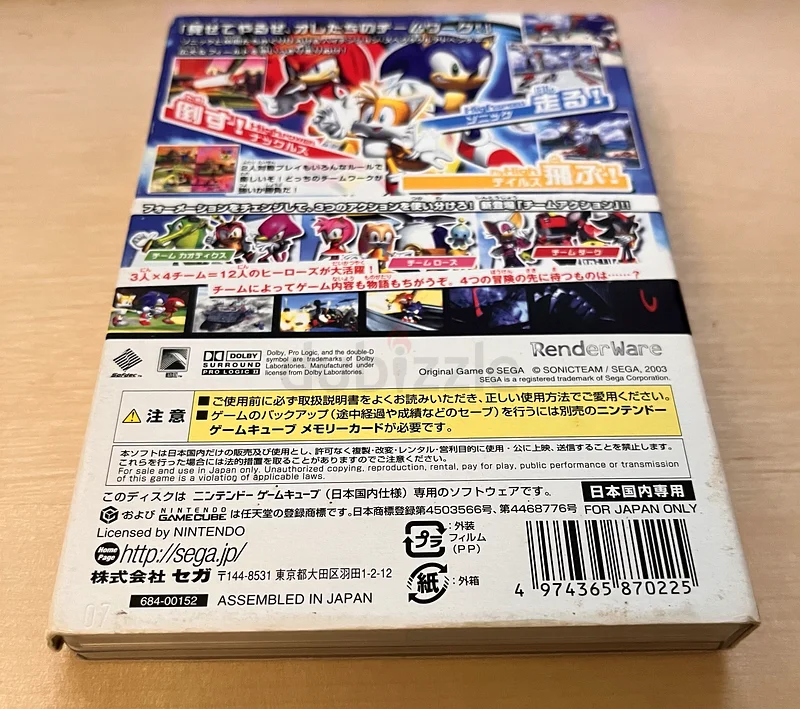 「見せてやるぜ、オレたちのチームワーク！」
倒す！
ナックルズ
High
ソニック
走る！
テイルス
飛ぶ！
2人対戦プレイもいろんなルールで
楽しいぞ！どっちのチームワークが
強いか勝負だ！
フォーメーションをチェンジして、3つのアクションを使い分けろ！ 新登場「チームアクション」!!
チーム カオティクス
チーム ローズ
チーム ダーク
3人×4チーム＝12人のヒーローズが大活躍！
チームによってゲーム内容も物語もちがうぞ。4つの冒険の先に待つものは……？
dubizzle
Sofdec™
DOLBY
SURROUND
PRO LOGIC II
Dolby, Pro Logic, and the double-D
symbol are trademarks of Dolby
Laboratories. Manufactured under
license from Dolby Laboratories.
RenderWare
Original Game © SEGA © SONICTEAM / SEGA, 2003
SEGA is a registered trademark of Sega Corporation.
注意
■ ご使用前に必ず取扱説明書をよくお読みいただき、正しい使用方法でご愛用ください。
■ ゲームのバックアップ（途中経過や成績などのセーブ）を行うには別売のニンテンドー
ゲームキューブ メモリーカードが必要です。
本ソフトは日本国内だけの販売及び使用とし、許可なく複製・改変・レンタル・営利目的に使用・公に上映、送信することを禁止します。
これらを行った場合には法的措置を取ることがありますのでご注意ください。
For sale and use in Japan only. Unauthorized copying, reproduction, rental, pay for play, public performance or transmission
of this game is a violation of applicable laws.
このディスクは ニンテンドー ゲームキューブ（日本国内仕様）専用のソフトウェアです。
日本国内専用
および NINTENDO GAMECUBE は任天堂の登録商標です。日本商標登録第4503566号、第4468776号
FOR JAPAN ONLY
Licensed by NINTENDO
Home Page http://sega.jp/
プラ
：外装
フィルム
（PP）
株式会社 セガ 〒144-8531 東京都大田区羽田1-2-12
紙
：外箱
4 974365 870225
684-00152 ASSEMBLED IN JAPAN
07